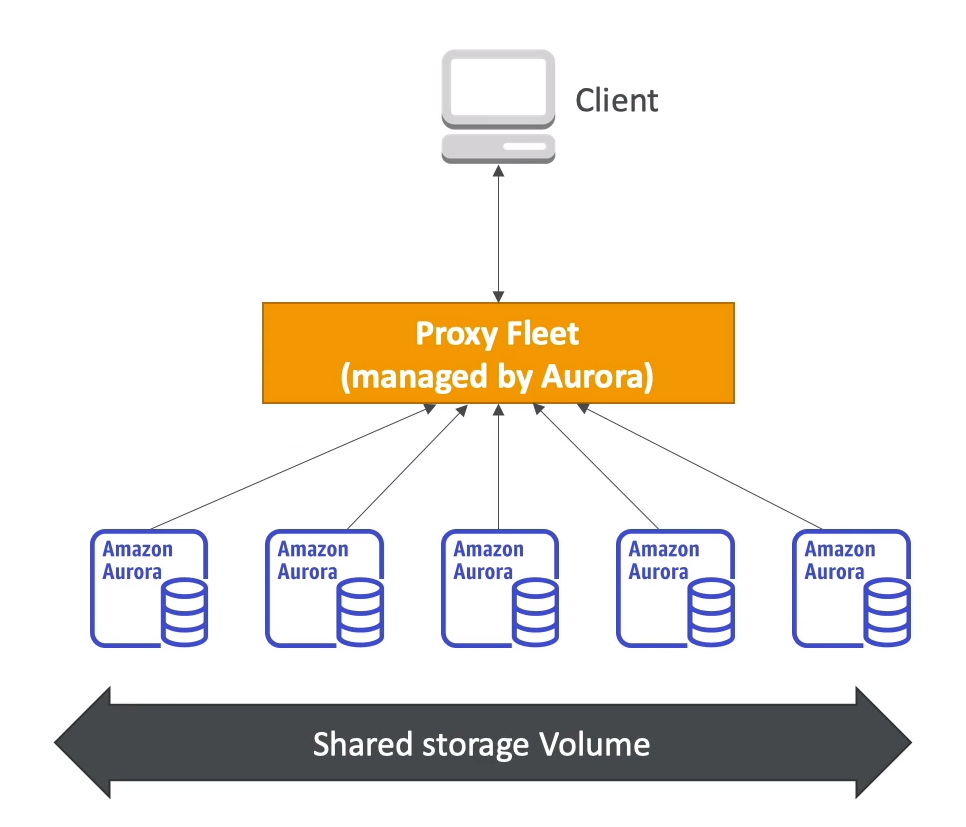 Client
Proxy Fleet
(managed by Aurora)
Amazon
Aurora
Amazon
Aurora
Amazon
Aurora
Amazon
Aurora
Amazon
Aurora
Shared storage Volume